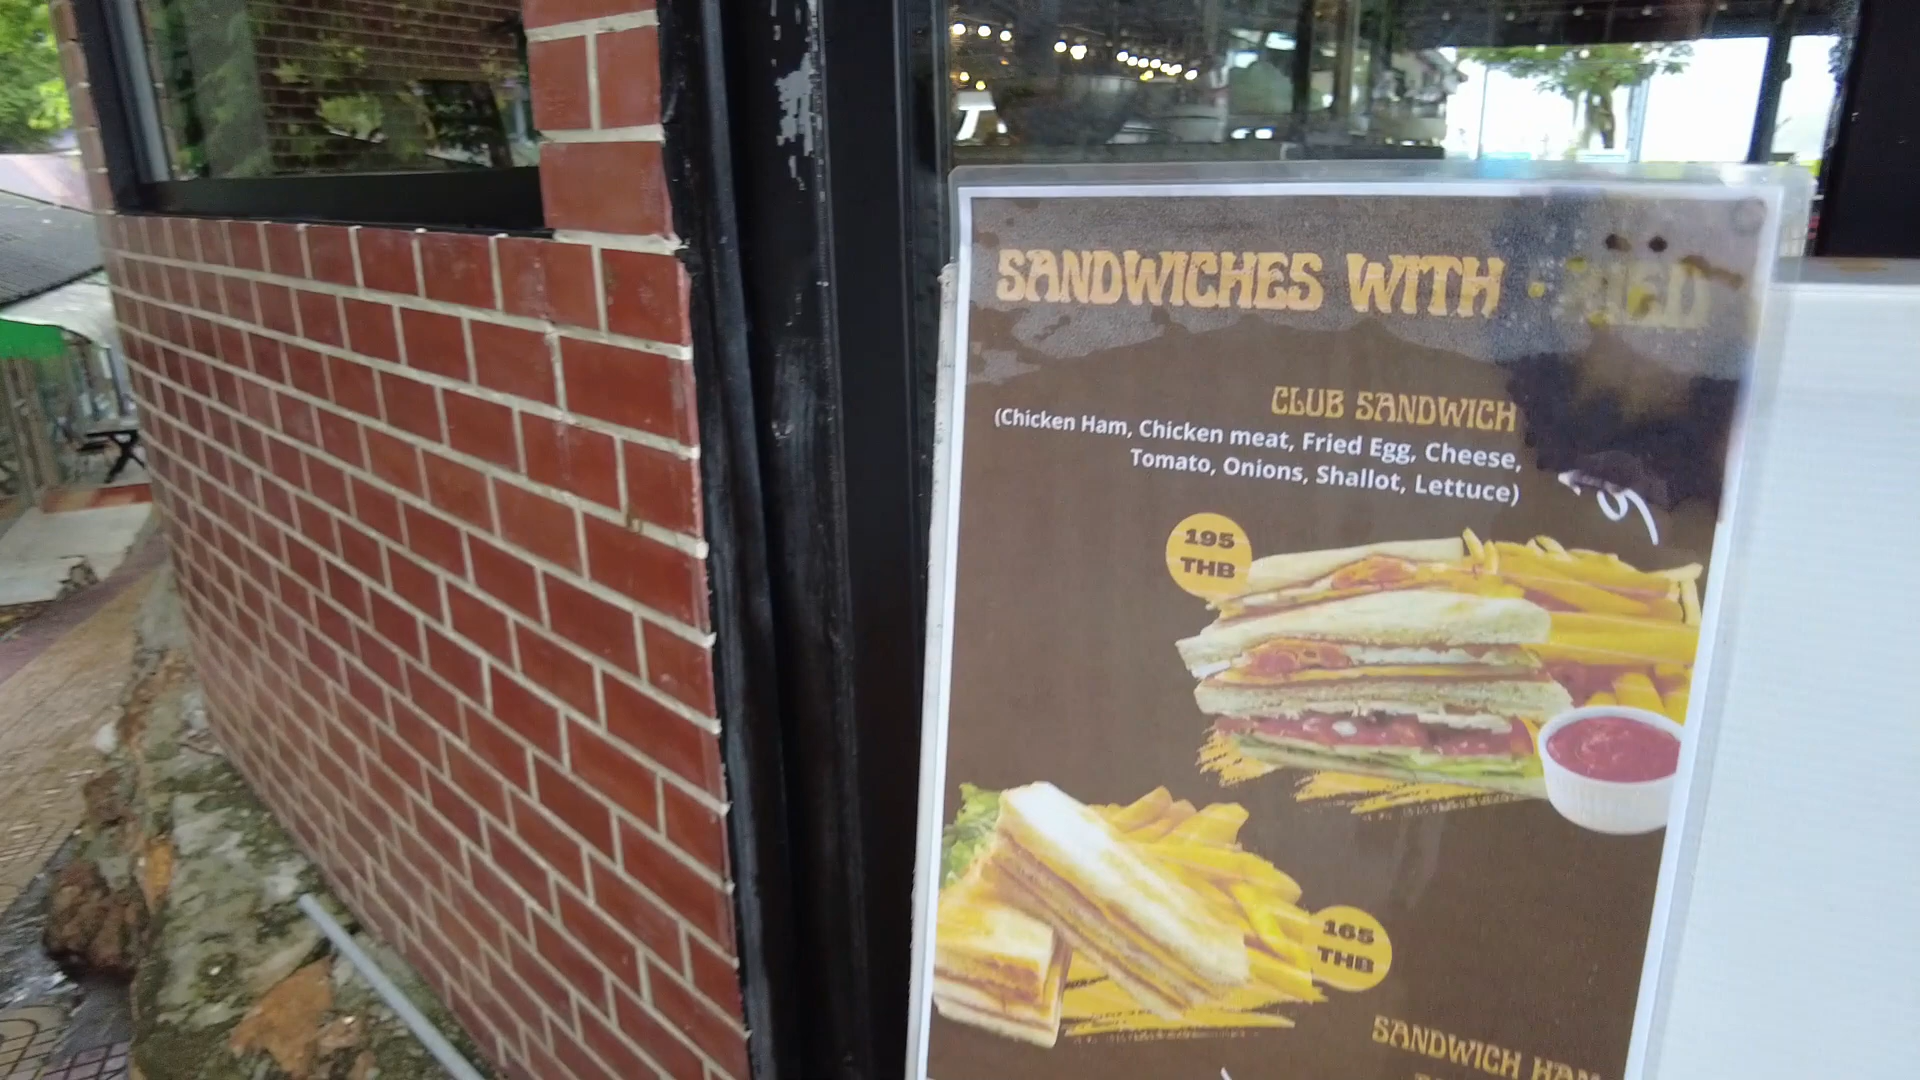 SANDWICHES WITH
CLUB SANDWICH
(Chicken Ham, Chicken meat, Fried Egg, Cheese,
Tomato, Onions, Shallot, Lettuce)
195
THB
165
THB
SANDWICH HAM